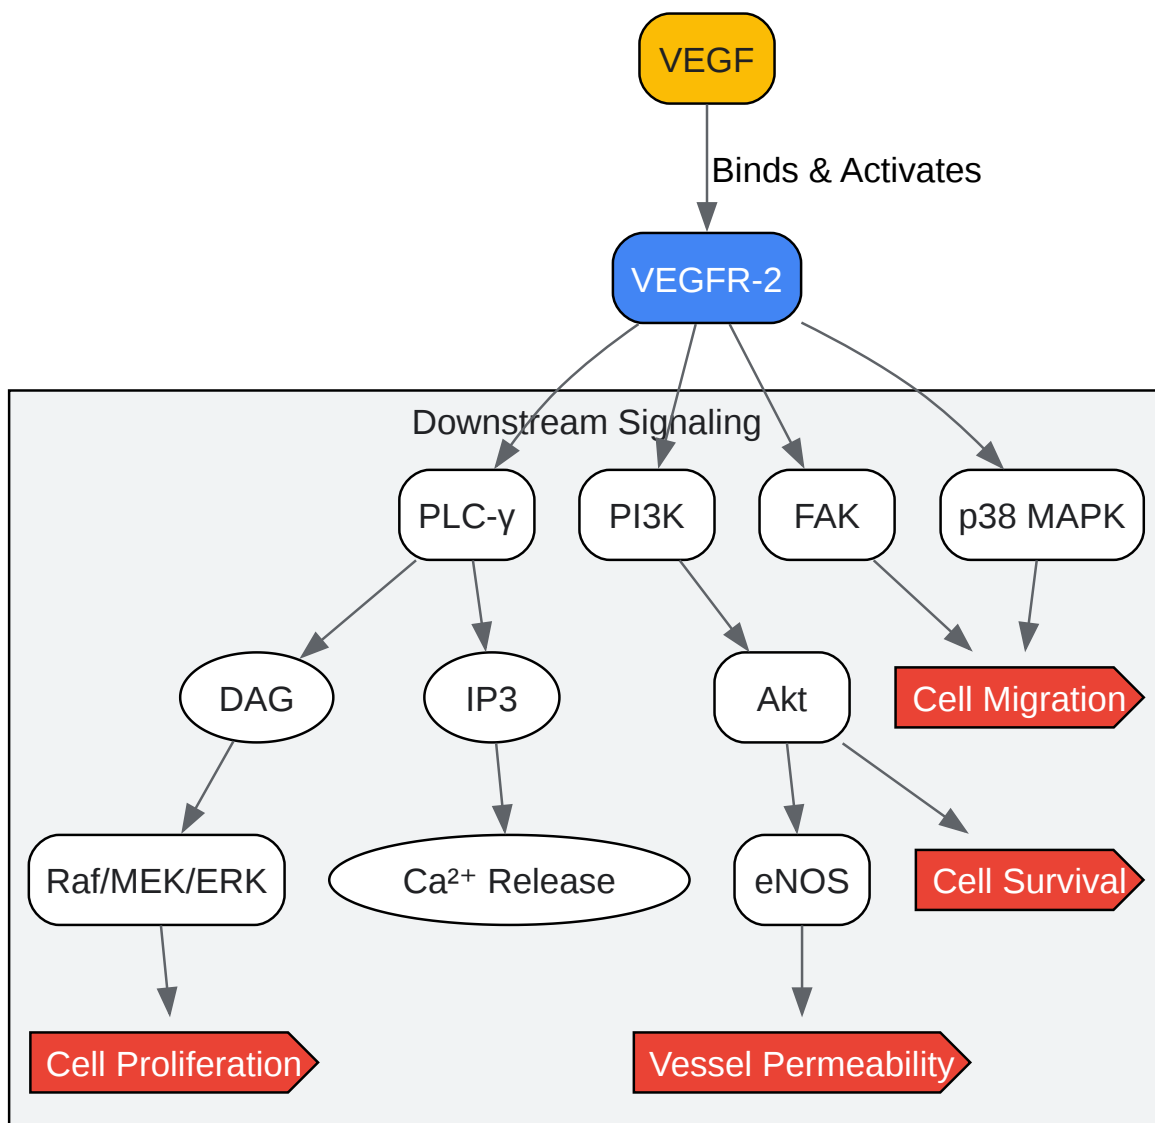 VEGF
Binds & Activates
VEGFR-2
Downstream Signaling
PLC-γ
PI3K
FAK
p38 MAPK
DAG
IP3
Akt
Cell Migration
Raf/MEK/ERK
Ca²⁺ Release
eNOS
Cell Survival
Cell Proliferation
Vessel Permeability